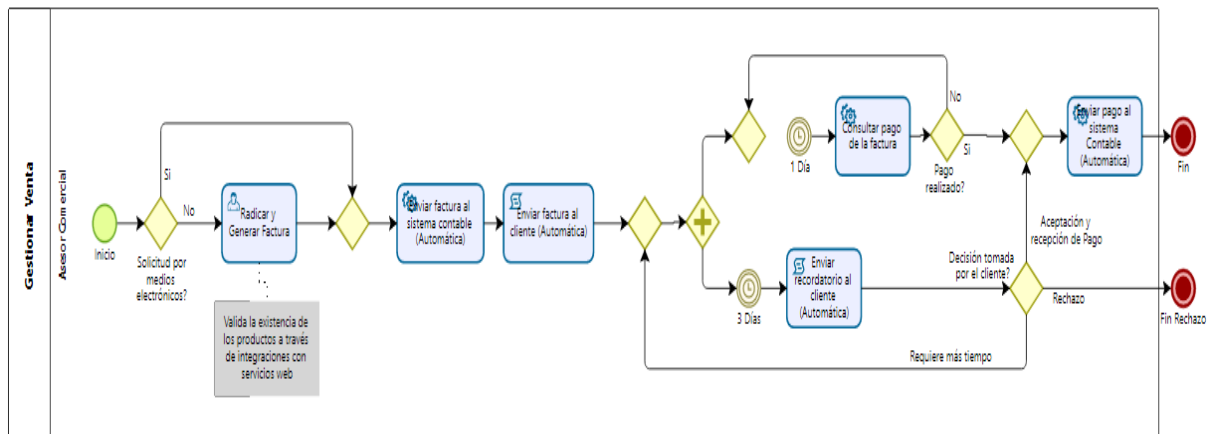 Gestionar Venta
Asesor Comercial
Inicio
Solicitud por
medios
electrónicos?
Si
No
Radicar y
Generar Factura
Valida la existencia de
los productos a través
de integraciones con
servicios web
Enviar factura al
sistema contable
(Automática)
Enviar factura al
cliente (Automática)
1 Día
Consultar pago
de la factura
No
Si
Pago
realizado?
Enviar pago al
sistema
Contable
(Automática)
Fin
3 Días
Enviar
recordatorio al
cliente
(Automática)
Aceptación y
recepción de Pago
Decisión tomada
por el cliente?
Rechazo
Fin Rechazo
Requiere más tiempo